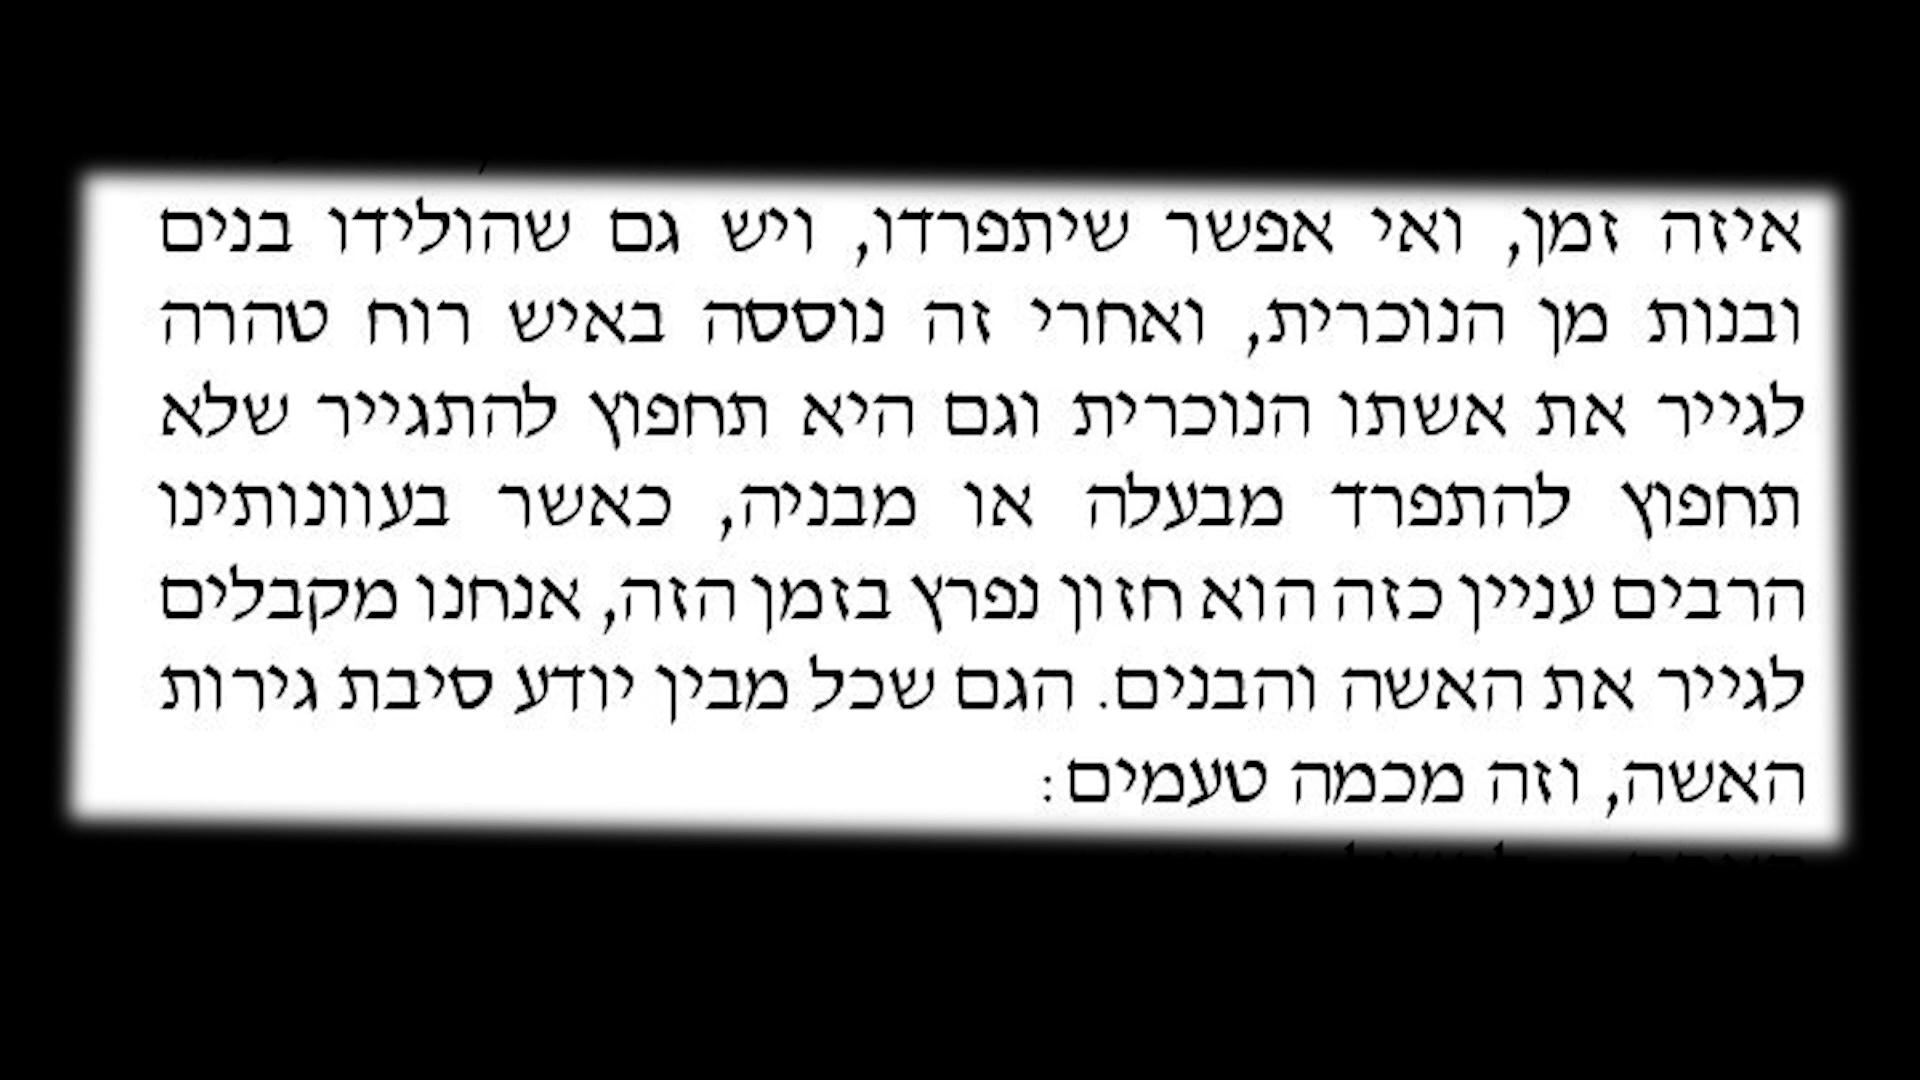 איזה זמן, ואי אפשר שיתפרדו, ויש גם שהולידו בנים
ובנות מן הנוכרית, ואחרי זה נוססה באיש רוח טהרה
לגייר את אשתו הנוכרית וגם היא תחפוץ להתגייר שלא
תחפוץ להתפרד מבעלה או מבניה, כאשר בעוונותינו
הרבים עניין כזה הוא חזון נפרץ בזמן הזה, אנחנו מקבלים
לגייר את האשה והבנים. הגם שכל מבין יודע סיבת גירות
האשה, וזה מכמה טעמים: